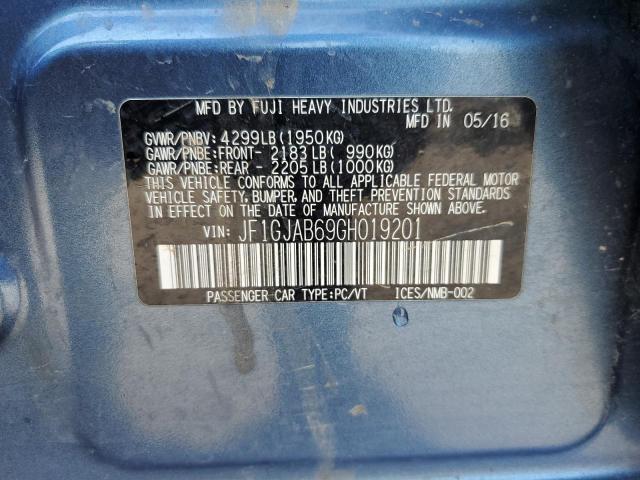 MFD BY FUJI HEAVY INDUSTRIES LTD.
MFD IN 05/16
GVWR/PNBV: 4299LB(1950KG)
GAWR/PNBE:FRONT- 2183LB( 990KG)
GAWR/PNBE:REAR - 2205LB(1000KG)
THIS VEHICLE CONFORMS TO ALL APPLICABLE FEDERAL MOTOR
VEHICLE SAFETY, BUMPER, AND THEFT PREVENTION STANDARDS
IN EFFECT ON THE DATE OF MANUFACTURE SHOWN ABOVE.
VIN: JF1GJAB69GH019201
PASSENGER CAR TYPE:PC/VT ICES/NMB-002